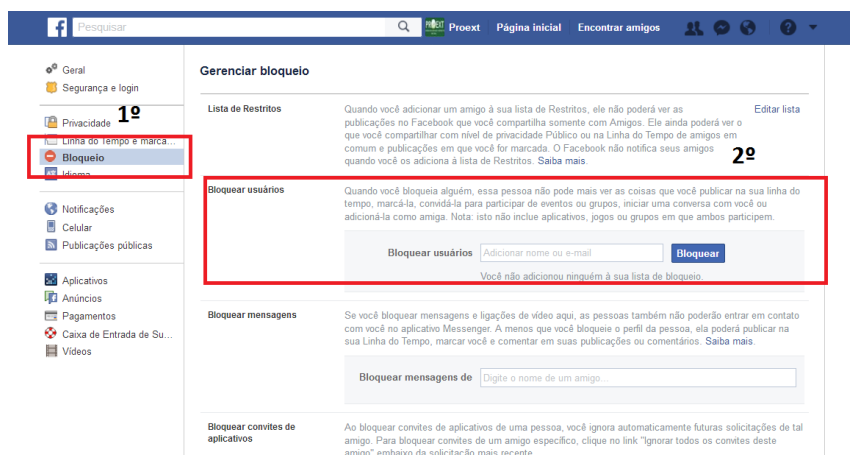 Pesquisar
PROEXT Proext Página inicial Encontrar amigos
Geral
Segurança e login
Privacidade
1º
Linha do Tempo e marca...
Bloqueio
Idioma
Notificações
Celular
Publicações públicas
Aplicativos
Anúncios
Pagamentos
Caixa de Entrada de Su...
Vídeos
Gerenciar bloqueio
Lista de Restritos
Quando você adicionar um amigo à sua lista de Restritos, ele não poderá ver as
publicações no Facebook que você compartilha somente com Amigos. Ele ainda poderá ver o
que você compartilhar com nível de privacidade Público ou na Linha do Tempo de amigos em
comum e publicações em que você for marcada. O Facebook não notifica seus amigos
quando você os adiciona à lista de Restritos. Saiba mais.
Editar lista
2º
Bloquear usuários
Quando você bloqueia alguém, essa pessoa não pode mais ver as coisas que você publicar na sua linha do
tempo, marcá-la, convidá-la para participar de eventos ou grupos, iniciar uma conversa com você ou
adicioná-la como amiga. Nota: isto não inclue aplicativos, jogos ou grupos em que ambos participem.
Bloquear usuários Adicionar nome ou e-mail Bloquear
Você não adicionou ninguém à sua lista de bloqueio.
Bloquear mensagens
Se você bloquear mensagens e ligações de vídeo aqui, as pessoas também não poderão entrar em contato
com você no aplicativo Messenger. A menos que você bloqueie o perfil da pessoa, ela poderá publicar na
sua Linha do Tempo, marcar você e comentar em suas publicações ou comentários. Saiba mais.
Bloquear mensagens de Digite o nome de um amigo...
Bloquear convites de
aplicativos
Ao bloquear convites de aplicativos de uma pessoa, você ignora automaticamente futuras solicitações de tal
amigo. Para bloquear convites de um amigo específico, clique no link "Ignorar todos os convites deste
amigo" embaixo da solicitação mais recente.